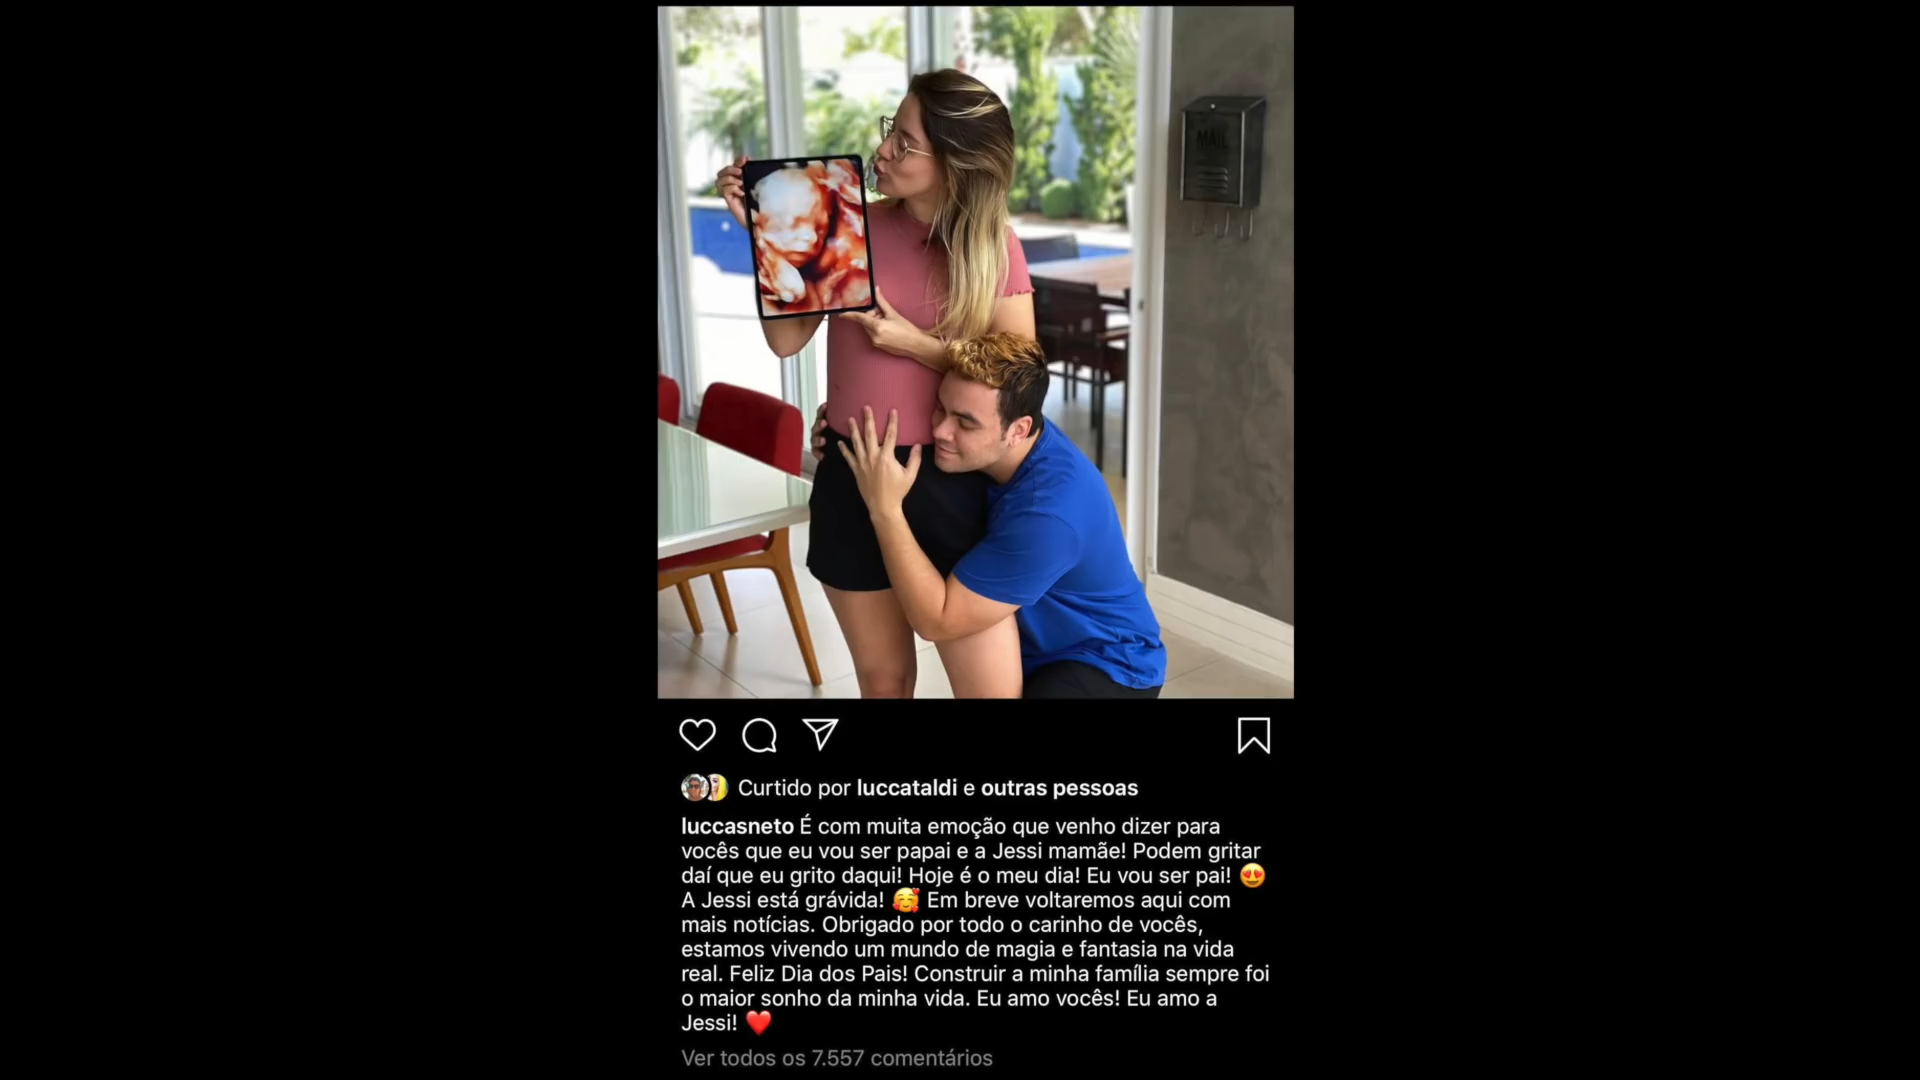 MAIL
Curtido por luccataldi e outras pessoas
luccasneto É com muita emoção que venho dizer para
vocês que eu vou ser papai e a Jessi mamãe! Podem gritar
daí que eu grito daqui! Hoje é o meu dia! Eu vou ser pai! 😍
A Jessi está grávida! 🥰 Em breve voltaremos aqui com
mais notícias. Obrigado por todo o carinho de vocês,
estamos vivendo um mundo de magia e fantasia na vida
real. Feliz Dia dos Pais! Construir a minha família sempre foi
o maior sonho da minha vida. Eu amo vocês! Eu amo a
Jessi! ❤️
Ver todos os 7.557 comentários